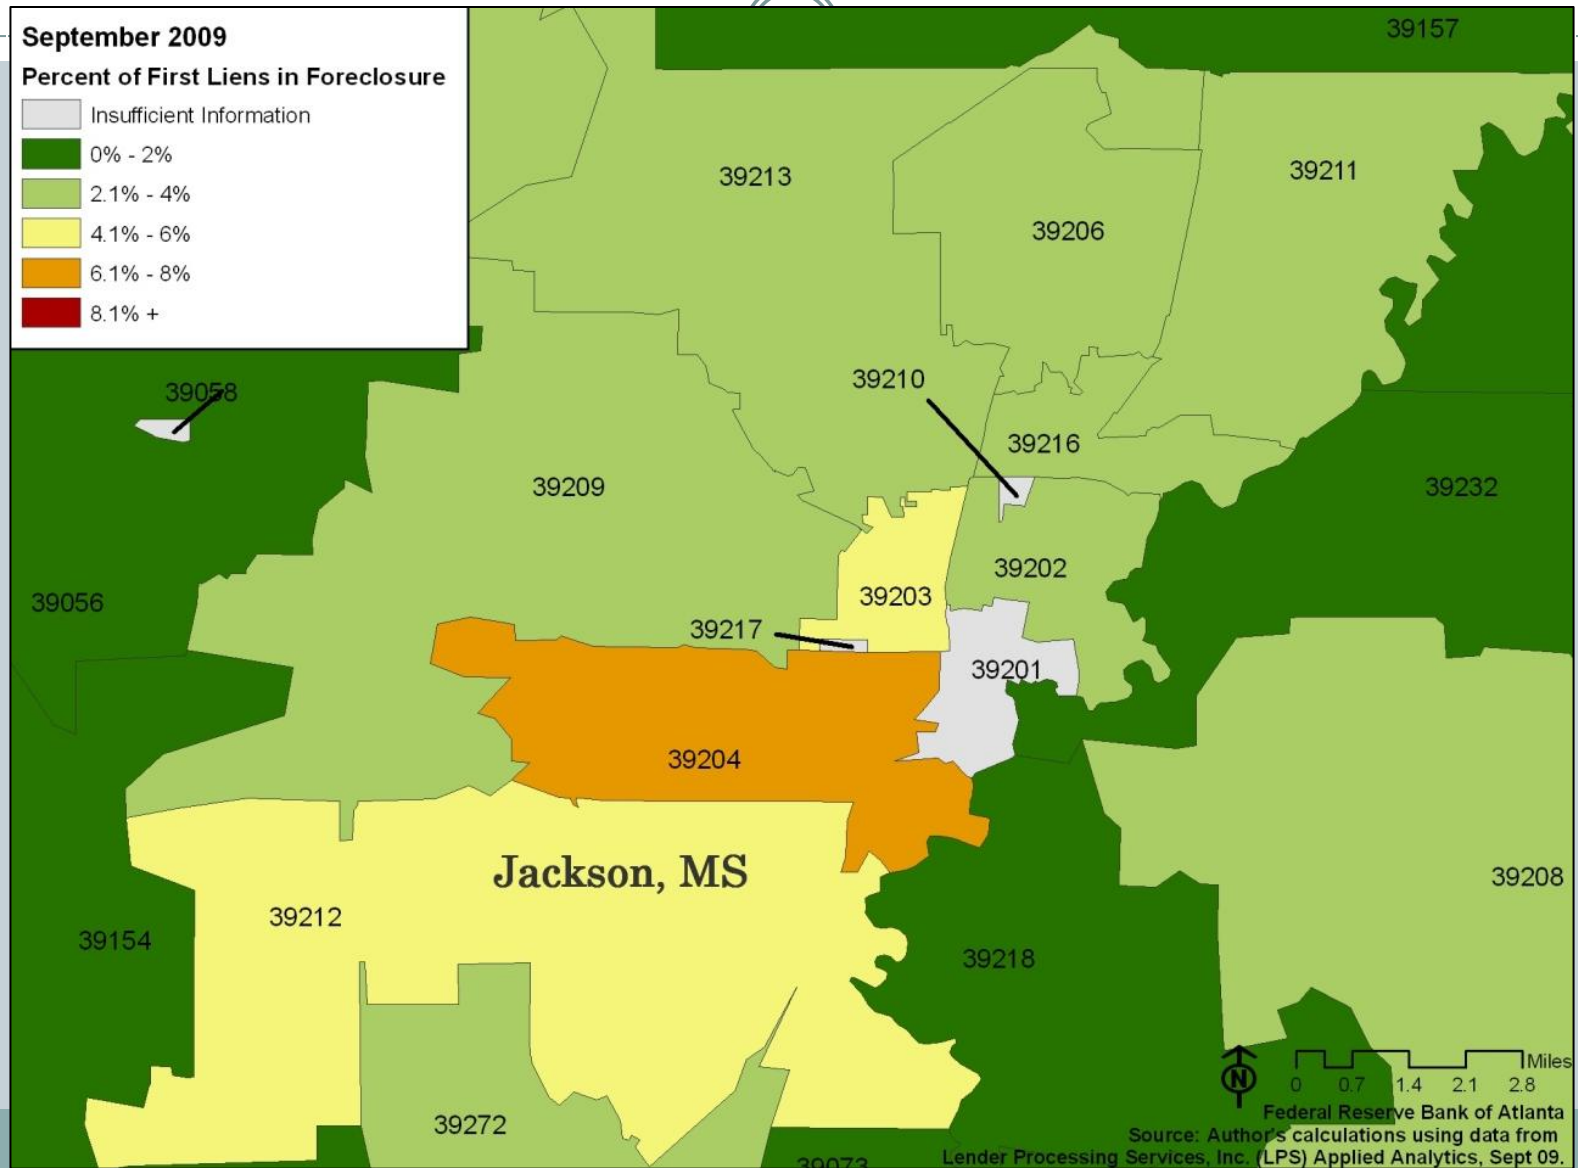 September 2009
Percent of First Liens in Foreclosure
Insufficient Information
0% - 2%
2.1% - 4%
4.1% - 6%
6.1% - 8%
8.1% +
39157
39213
39211
39206
39210
39058
39216
39209
39232
39202
39203
39056
39217
39201
39204
Jackson, MS
39208
39212
39154
39218
39272
39073
N
Miles
0 0.7 1.4 2.1 2.8
Federal Reserve Bank of Atlanta
Source: Author's calculations using data from
Lender Processing Services, Inc. (LPS) Applied Analytics, Sept 09.